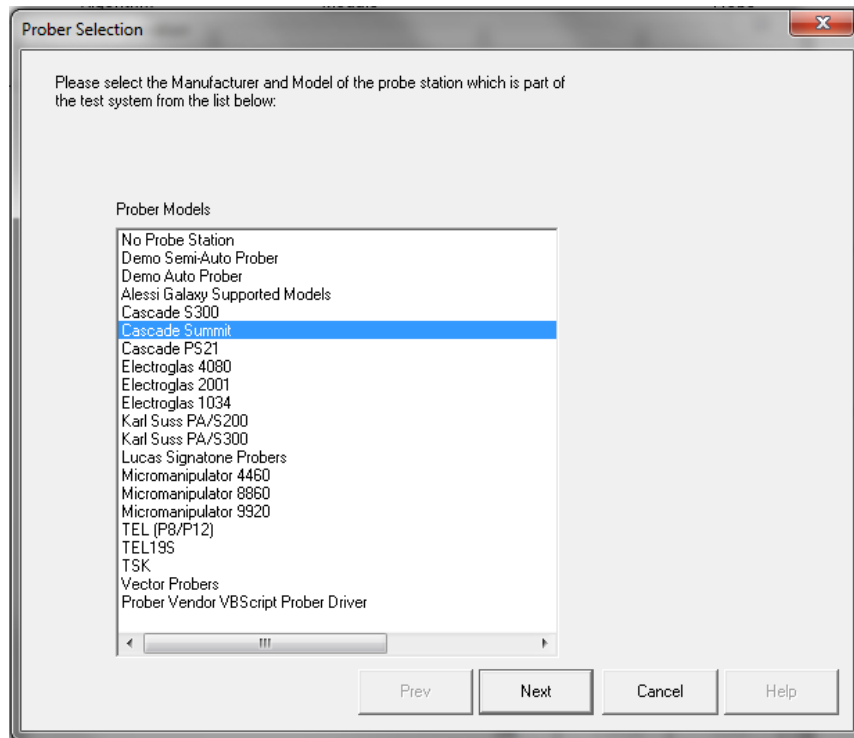 Prober Selection
Please select the Manufacturer and Model of the probe station which is part of
the test system from the list below:
Prober Models
No Probe Station
Demo Semi-Auto Prober
Demo Auto Prober
Alessi Galaxy Supported Models
Cascade S300
Cascade Summit
Cascade PS21
Electroglas 4080
Electroglas 2001
Electroglas 1034
Karl Suss PA/S200
Karl Suss PA/S300
Lucas Signatone Probers
Micromanipulator 4460
Micromanipulator 8860
Micromanipulator 9920
TEL (P8/P12)
TEL19S
TSK
Vector Probers
Prober Vendor VBScript Prober Driver
Prev Next Cancel Help